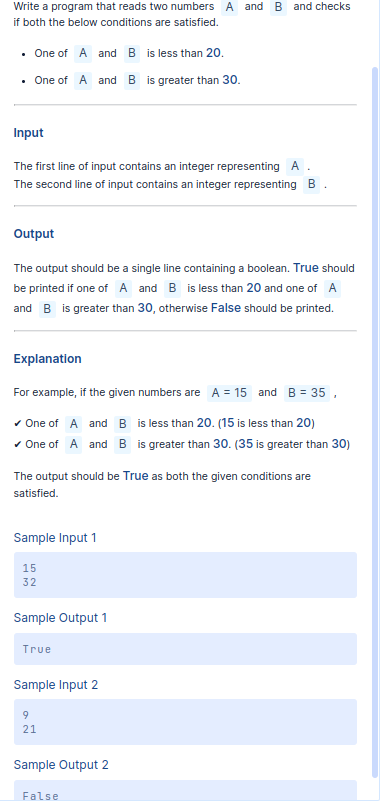 Write a program that reads two numbers A and B and checks
if both the below conditions are satisfied.
• One of A and B is less than 20.
• One of A and B is greater than 30.
Input
The first line of input contains an integer representing A .
The second line of input contains an integer representing B .
Output
The output should be a single line containing a boolean. True should
be printed if one of A and B is less than 20 and one of A
and B is greater than 30, otherwise False should be printed.
Explanation
For example, if the given numbers are A = 15 and B = 35 ,
✔ One of A and B is less than 20. (15 is less than 20)
✔ One of A and B is greater than 30. (35 is greater than 30)
The output should be True as both the given conditions are
satisfied.
Sample Input 1
15
32
Sample Output 1
True
Sample Input 2
9
21
Sample Output 2
False